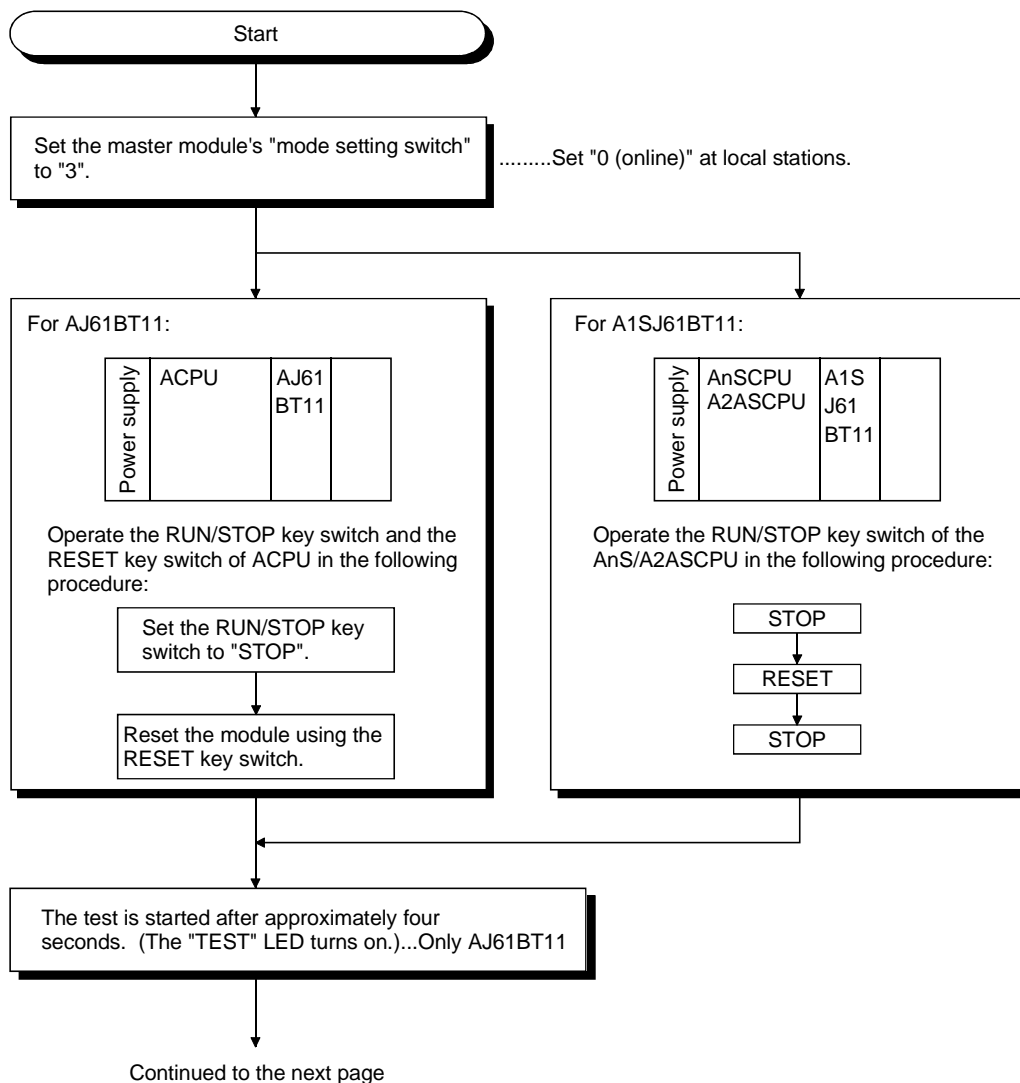 Start
Set the master module's "mode setting switch"
to "3".
.........Set "0 (online)" at local stations.
For AJ61BT11:
Power supply
ACPU
AJ61
BT11
Operate the RUN/STOP key switch and the
RESET key switch of ACPU in the following
procedure:
Set the RUN/STOP key
switch to "STOP".
Reset the module using the
RESET key switch.
For A1SJ61BT11:
Power supply
AnSCPU
A2ASCPU
A1S
J61
BT11
Operate the RUN/STOP key switch of the
AnS/A2ASCPU in the following procedure:
STOP
RESET
STOP
The test is started after approximately four
seconds.  (The "TEST" LED turns on.)...Only AJ61BT11
Continued to the next page